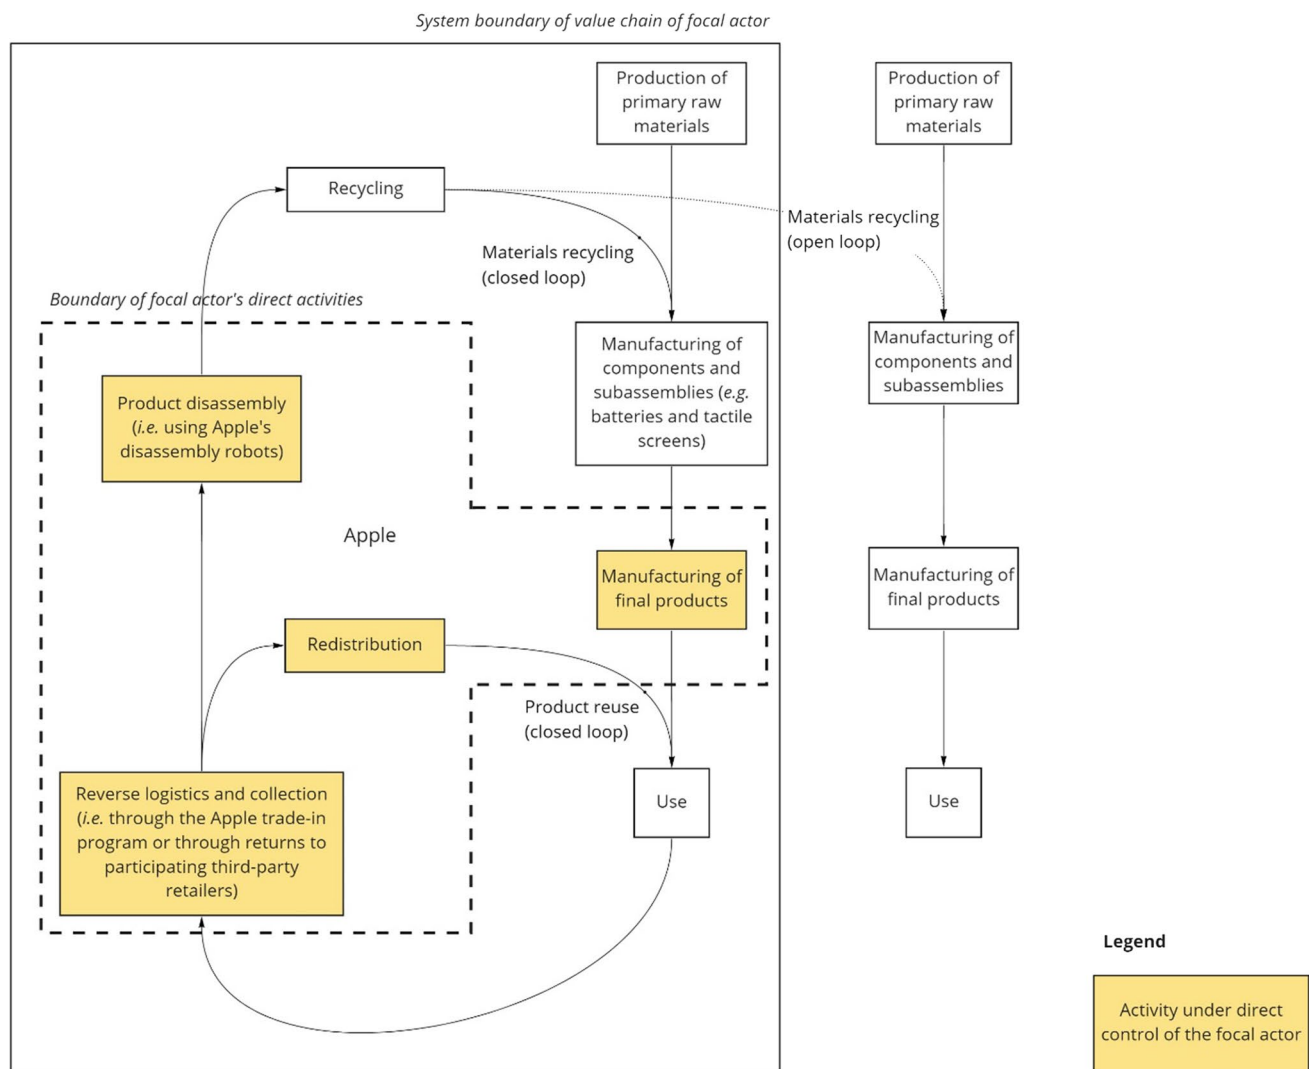 System boundary of value chain of focal actor
Production of
primary raw
materials
Production of
primary raw
materials
Recycling
Materials recycling
(open loop)
Materials recycling
(closed loop)
Boundary of focal actor's direct activities
Manufacturing of
components and
subassemblies (e.g.
batteries and tactile
screens)
Manufacturing of
components and
subassemblies
Product disassembly
(i.e. using Apple's
disassembly robots)
Apple
Manufacturing of
final products
Manufacturing of
final products
Redistribution
Product reuse
(closed loop)
Reverse logistics and collection
(i.e. through the Apple trade-in
program or through returns to
participating third-party
retailers)
Use
Use
Legend
Activity under direct
control of the focal actor